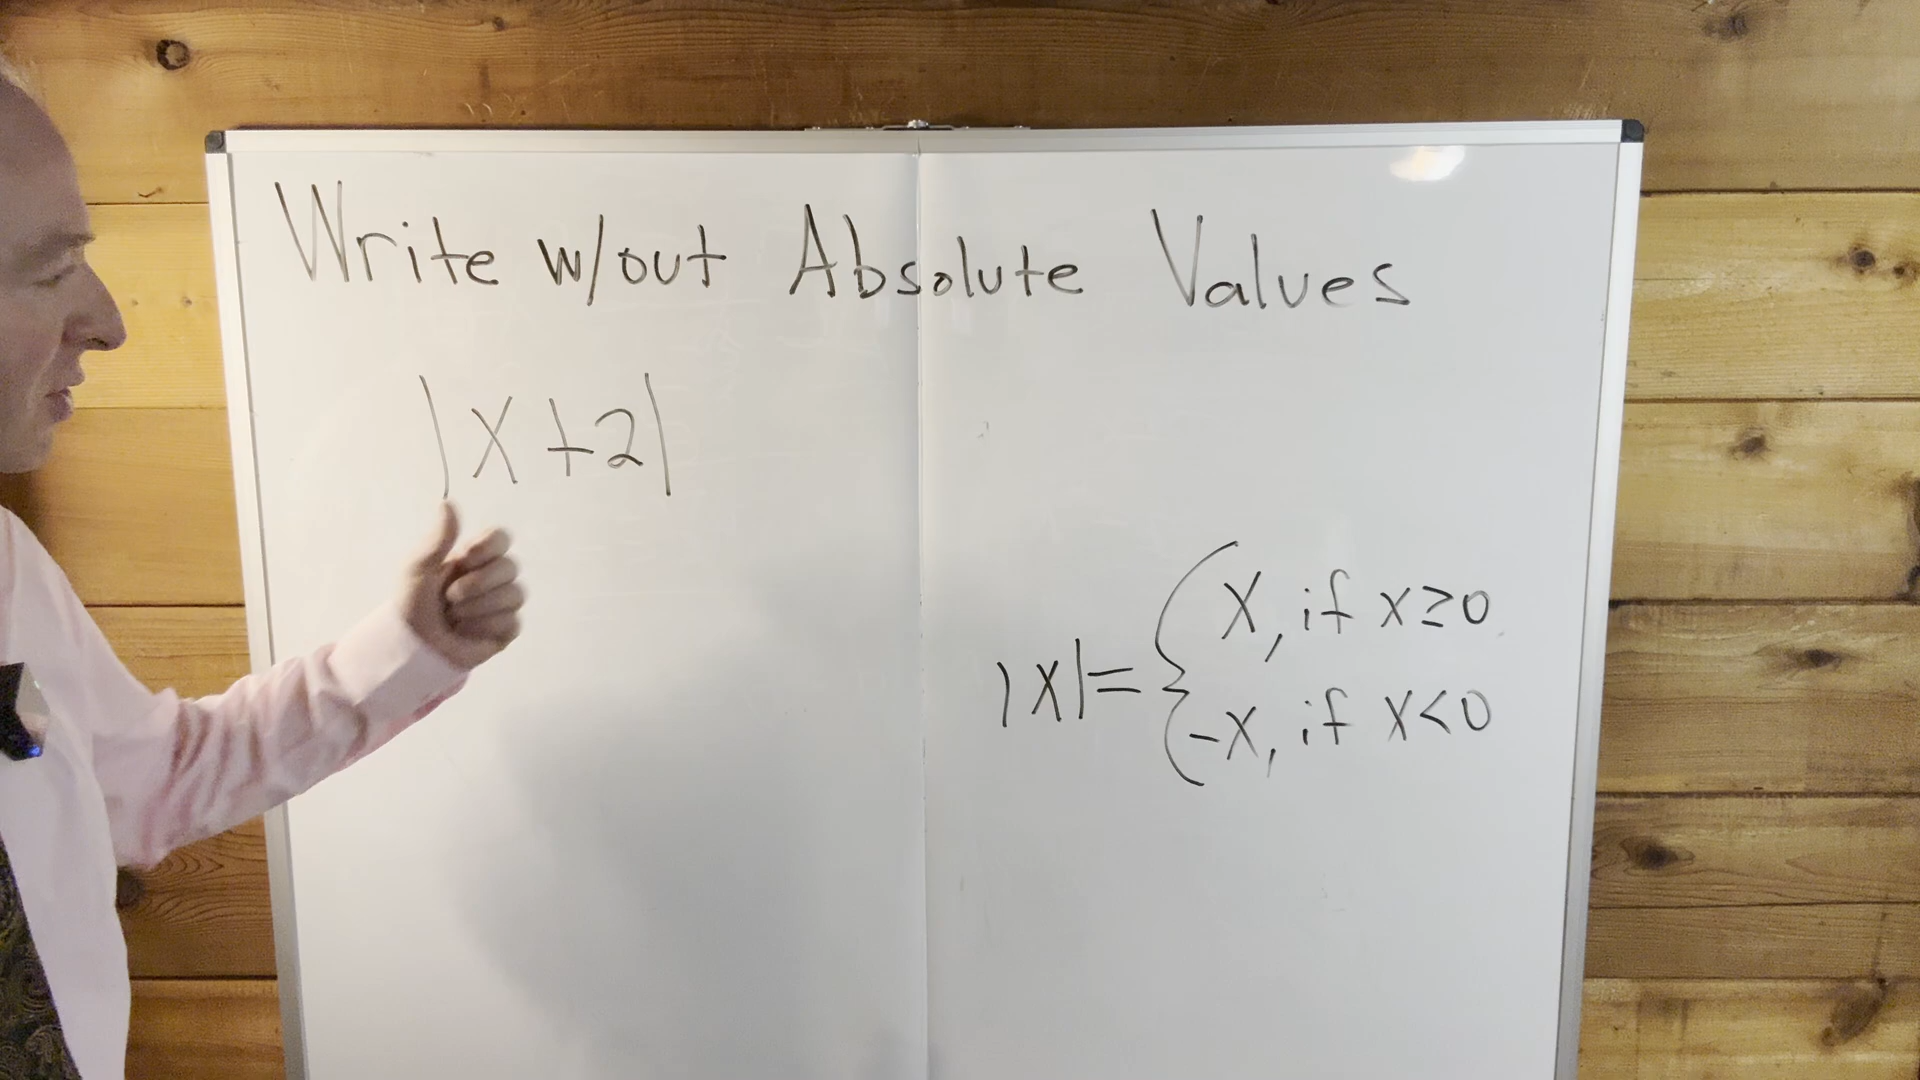 Write w/out Absolute Values
|x+2|
|x|= { x, if x≥0
-x, if x<0